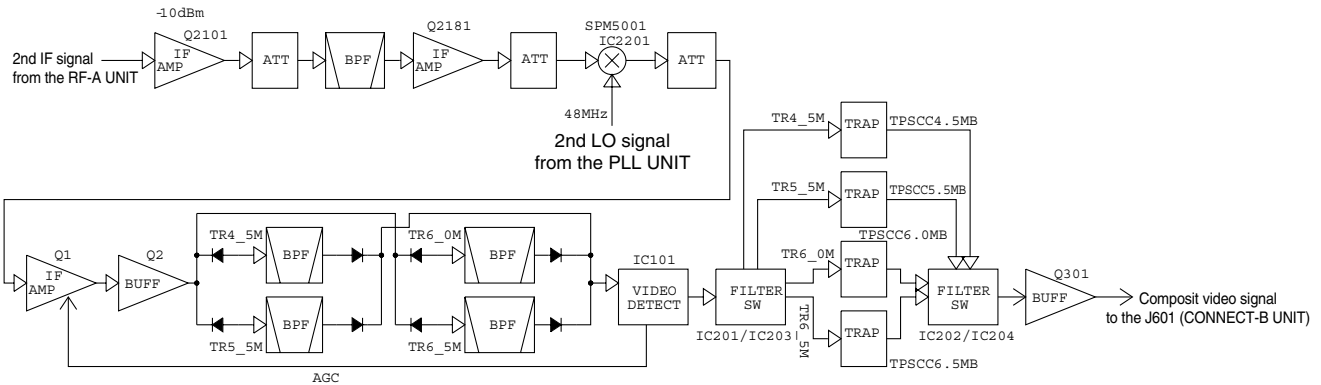 -10dBm
Q2101
Q2181
SPM5001
IC2201
2nd IF signal
from the RF-A UNIT
IF
AMP
ATT
BPF
IF
AMP
ATT
ATT
48MHz
2nd LO signal
from the PLL UNIT
TR4_5M
TRAP
TPSCC4.5MB
TR5_5M
TRAP
TPSCC5.5MB
TPSCC6.0MB
Q1
IF
AMP
Q2
BUFF
TR4_5M
BPF
TR6_0M
BPF
TR5_5M
BPF
TR6_5M
BPF
IC101
VIDEO
DETECT
FILTER
SW
IC201/IC203
TR6_0M
TRAP
TR6_5M
TRAP
TPSCC6.5MB
FILTER
SW
IC202/IC204
Q301
BUFF
Composit video signal
to the J601 (CONNECT-B UNIT)
AGC